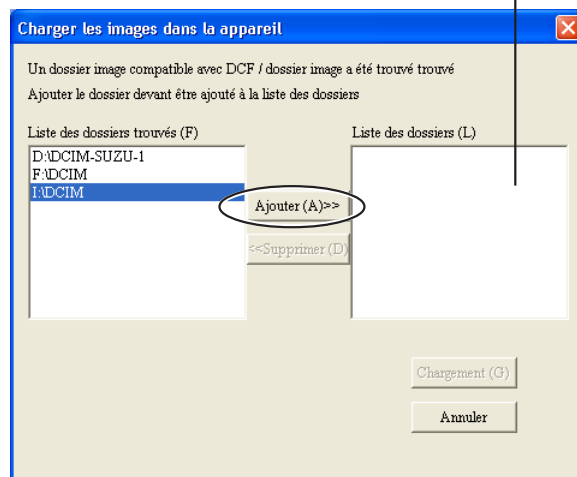 Charger les images dans la appareil
Un dossier image compatible avec DCF / dossier image a été trouvé trouvé
Ajouter le dossier devant être ajouté à la liste des dossiers
Liste des dossiers trouvés (F)
Liste des dossiers (L)
D:\DCIM-SUZU-1
F:\DCIM
I:\DCIM
Ajouter (A)>>
<<Supprimer (D)
Chargement (G)
Annuler